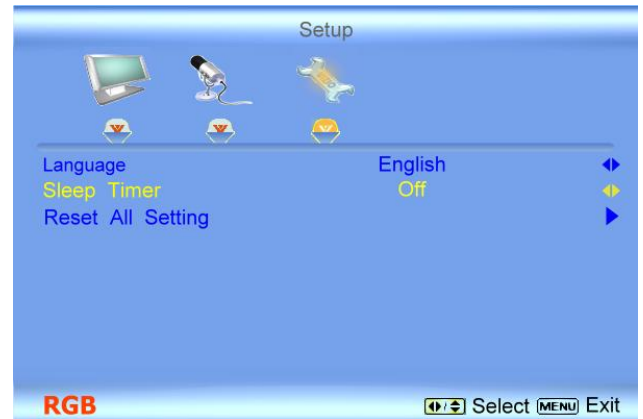 Setup
Language English
Sleep Timer Off
Reset All Setting
RGB Select MENU Exit